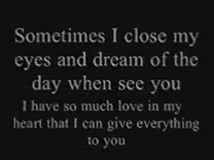 Sometimes I close my
eyes and dream of the
day when see you
I have so much love in my
heart that I can give everything
to you